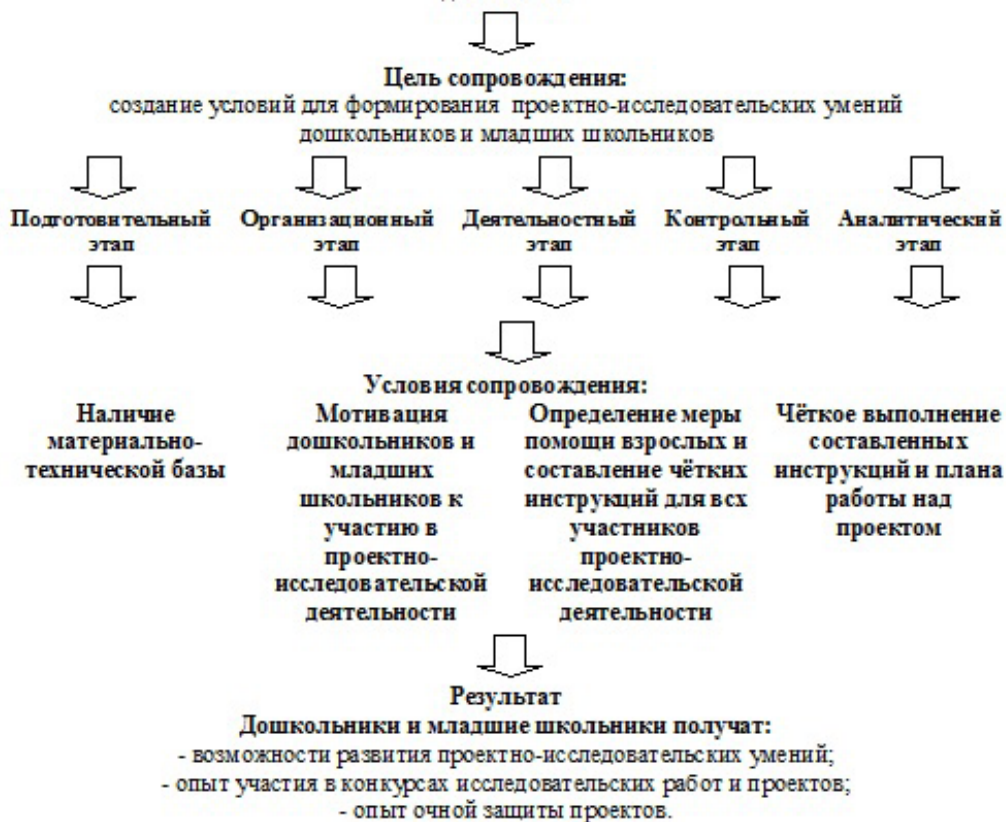 Цель сопровождения:
создание условий для формирования проектно-исследовательских умений
дошкольников и младших школьников
Подготовительный
этап
Организационный
этап
Деятельностный
этап
Контрольный
этап
Аналитический
этап
Условия сопровождения:
Наличие
материально-
технической базы
Мотивация
дошкольников и
младших
школьников к
участию в
проектно-
исследовательской
деятельности
Определение меры
помощи взрослых и
составление чётких
инструкций для всх
участников
проектно-
исследовательской
деятельности
Чёткое выполнение
составленных
инструкций и плана
работы над
проектом
Результат
Дошкольники и младшие школьники получат:
- возможности развития проектно-исследовательских умений;
- опыт участия в конкурсах исследовательских работ и проектов;
- опыт очной защиты проектов.